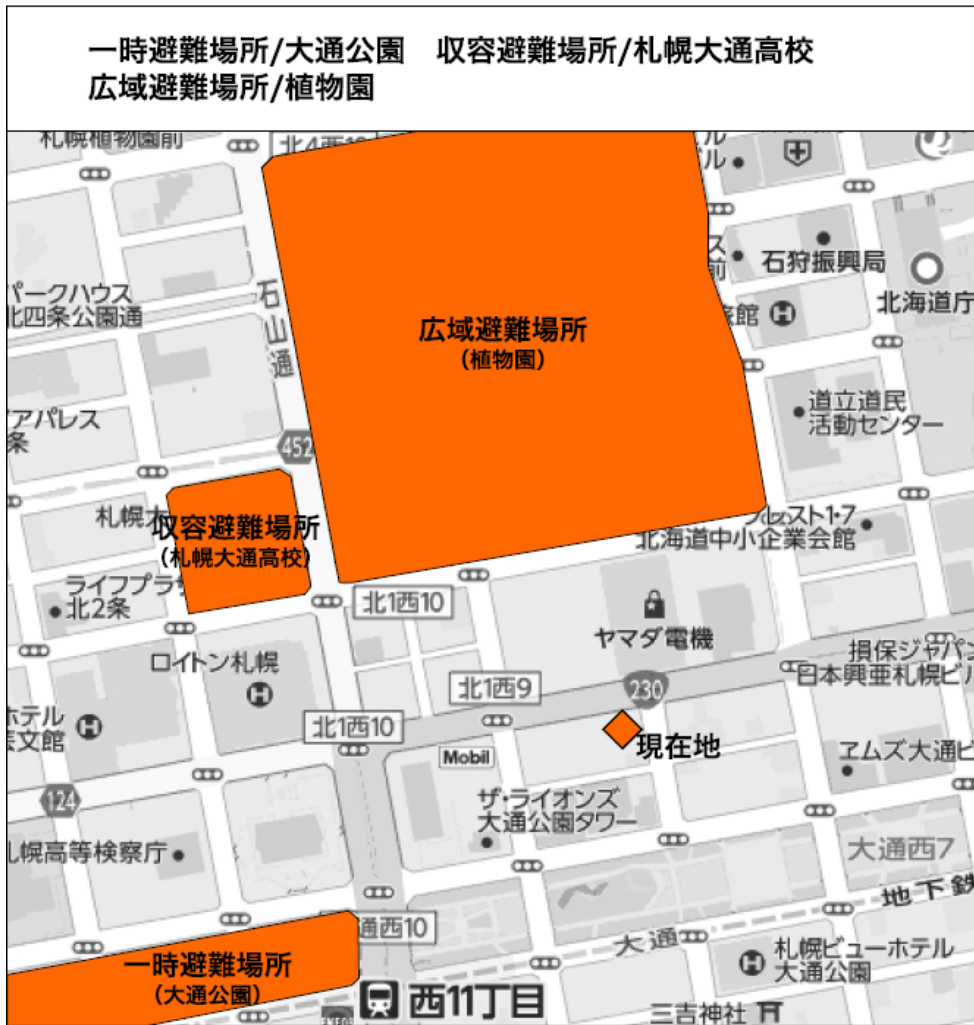 一時避難場所/大通公園　収容避難場所/札幌大通高校
広域避難場所/植物園
札幌植物園前
石狩振興局
北海道庁
パークハウス
北四条公園通
石山通
広域避難場所
(植物園)
旅館
道立道民
活動センター
アパレス
452
収容避難場所
(札幌大通高校)
北海道中小企業会館
ライフプラ
北2条
北1西10
ヤマダ電機
損保ジャパン
日本興亜札幌ビル
ロイトン札幌
北1西9
230
ホテル
北1西10
現在地
Mobil
エムズ大通ビ
124
ザ・ライオンズ
大通公園タワー
札幌高等検察庁
大通西7
地下鉄
通西10
大通
一時避難場所
(大通公園)
札幌ビューホテル
大通公園
西11丁目
三吉神社